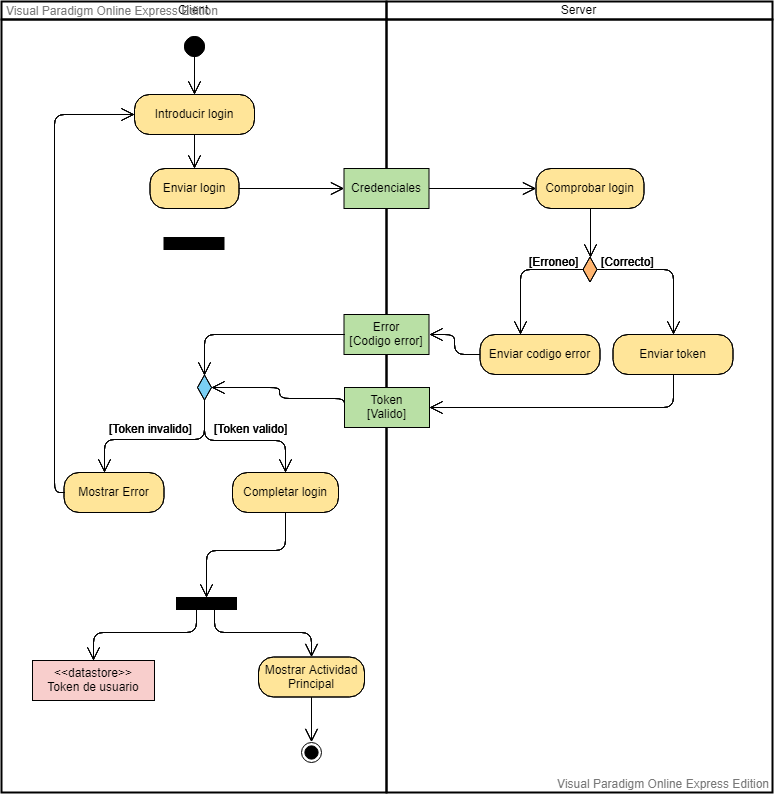 Visual Paradigm Online Express Edition
Client
Server
Introducir login
Enviar login
Credenciales
Comprobar login
[Erroneo]
[Correcto]
Error
[Codigo error]
Enviar codigo error
Enviar token
Token
[Valido]
[Token invalido]
[Token valido]
Mostrar Error
Completar login
<<datastore>>
Token de usuario
Mostrar Actividad
Principal
Visual Paradigm Online Express Edition